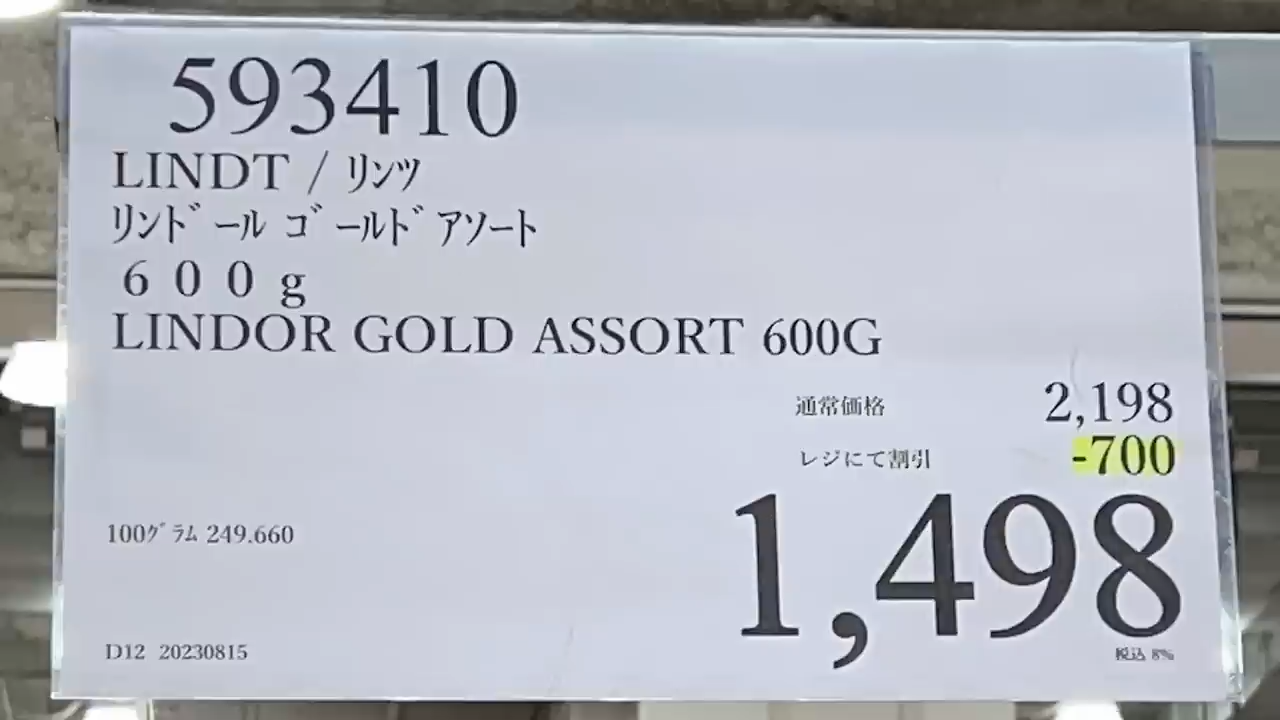 593410
LINDT / リンツ
リンドール ゴールドアソート
６００ｇ
LINDOR GOLD ASSORT 600G
通常価格 2,198
レジにて割引 -700
1,498
100グラム 249.660
税込 8%
D12 20230815